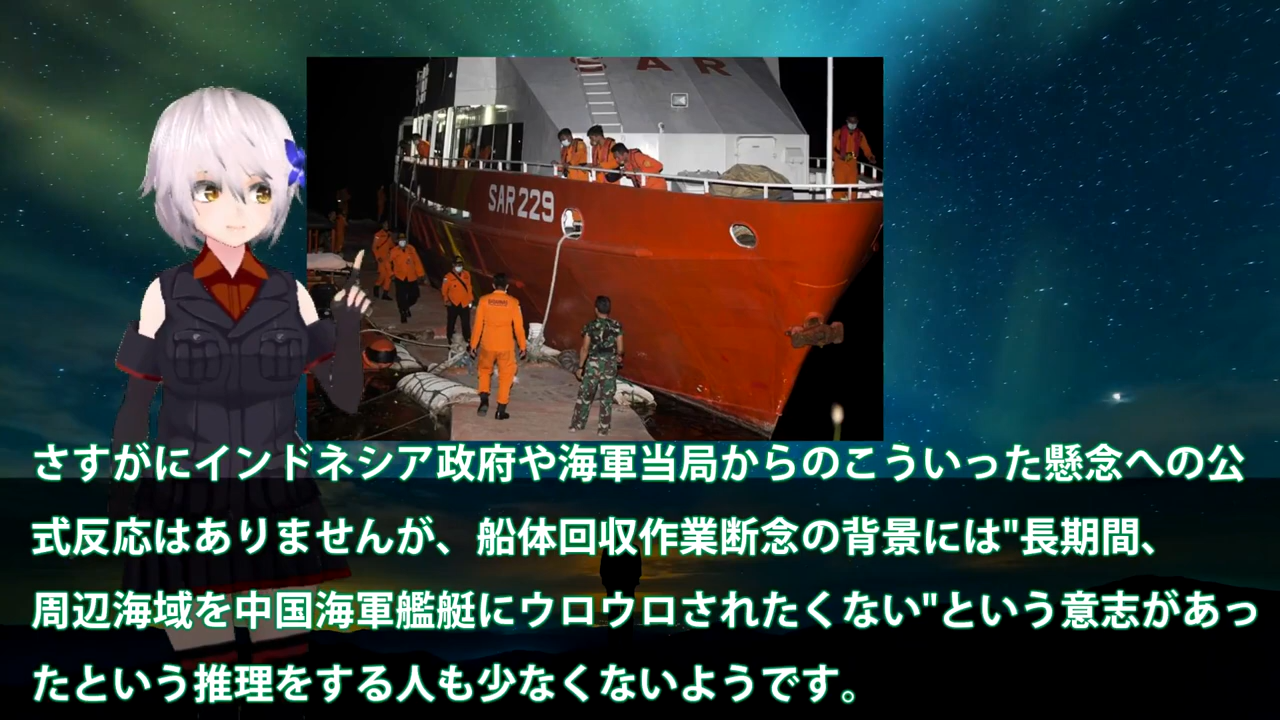 SAR
SAR 229
さすがにインドネシア政府や海軍当局からのこういった懸念への公
式反応はありませんが、船体回収作業断念の背景には"長期間、
周辺海域を中国海軍艦艇にウロウロされたくない"という意志があっ
たという推理をする人も少なくないようです。